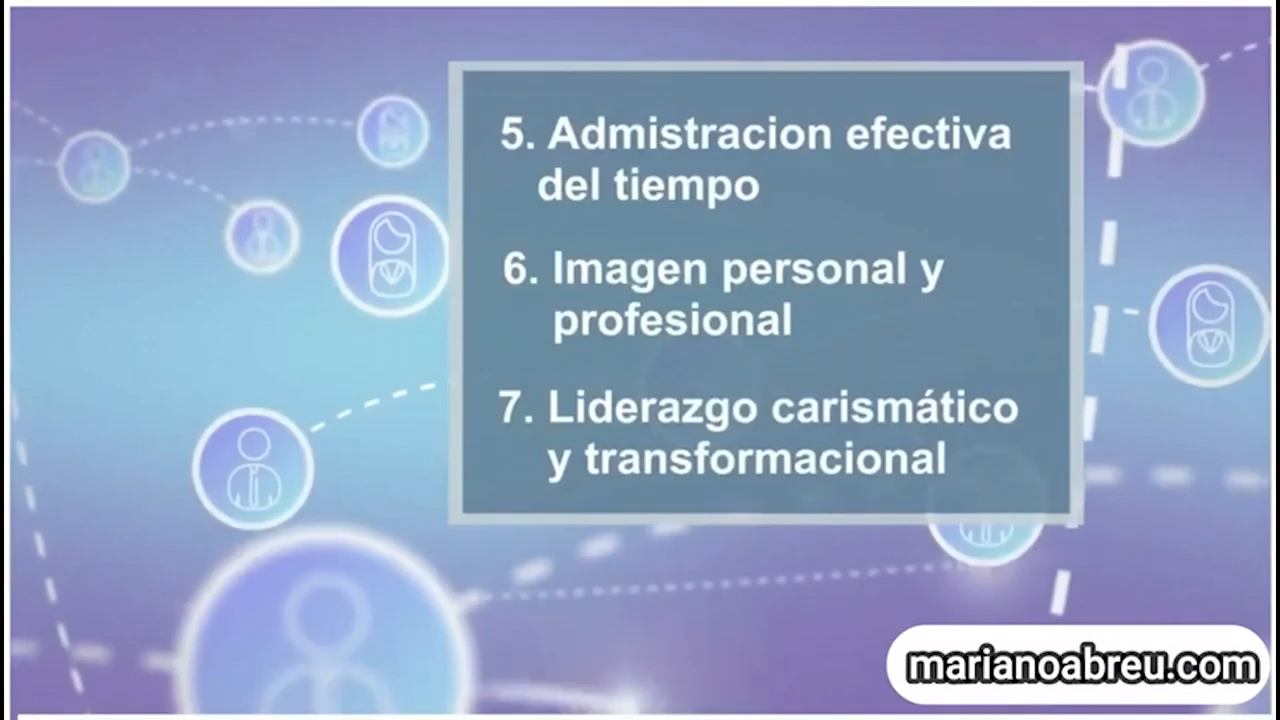 5. Admistracion efectiva
del tiempo
6. Imagen personal y
profesional
7. Liderazgo carismático
y transformacional
marianoabreu.com